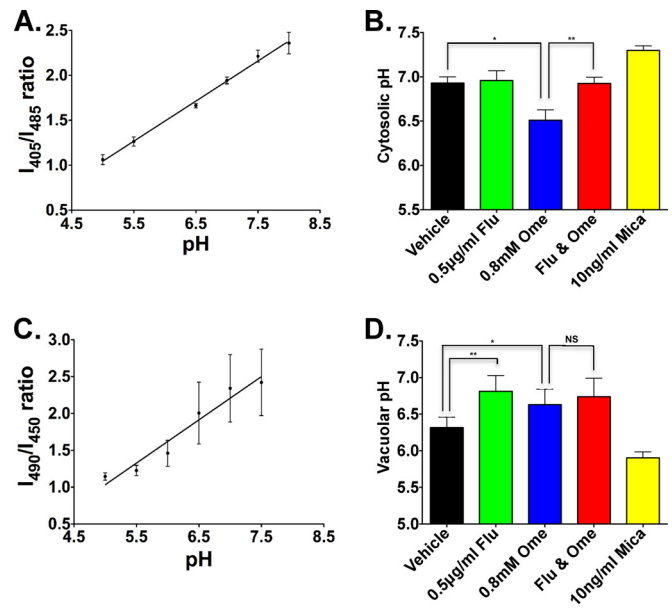 A.
I405/I485 ratio
2.5
2.0
1.5
1.0
0.5
4.5 5.5 6.5 7.5 8.5
pH
B.
Cytosolic pH
7.5
7.0
6.5
6.0
5.5
* **
Vehicle
0.5µg/ml Flu
0.8mM Ome
Flu & Ome
10ng/ml Mica
C.
I490/I450 ratio
3.0
2.5
2.0
1.5
1.0
0.5
4.5 5.5 6.5 7.5 8.5
pH
D.
Vacuolar pH
7.5
7.0
6.5
6.0
5.5
5.0
* NS
**
Vehicle
0.5µg/ml Flu
0.8mM Ome
Flu & Ome
10ng/ml Mica